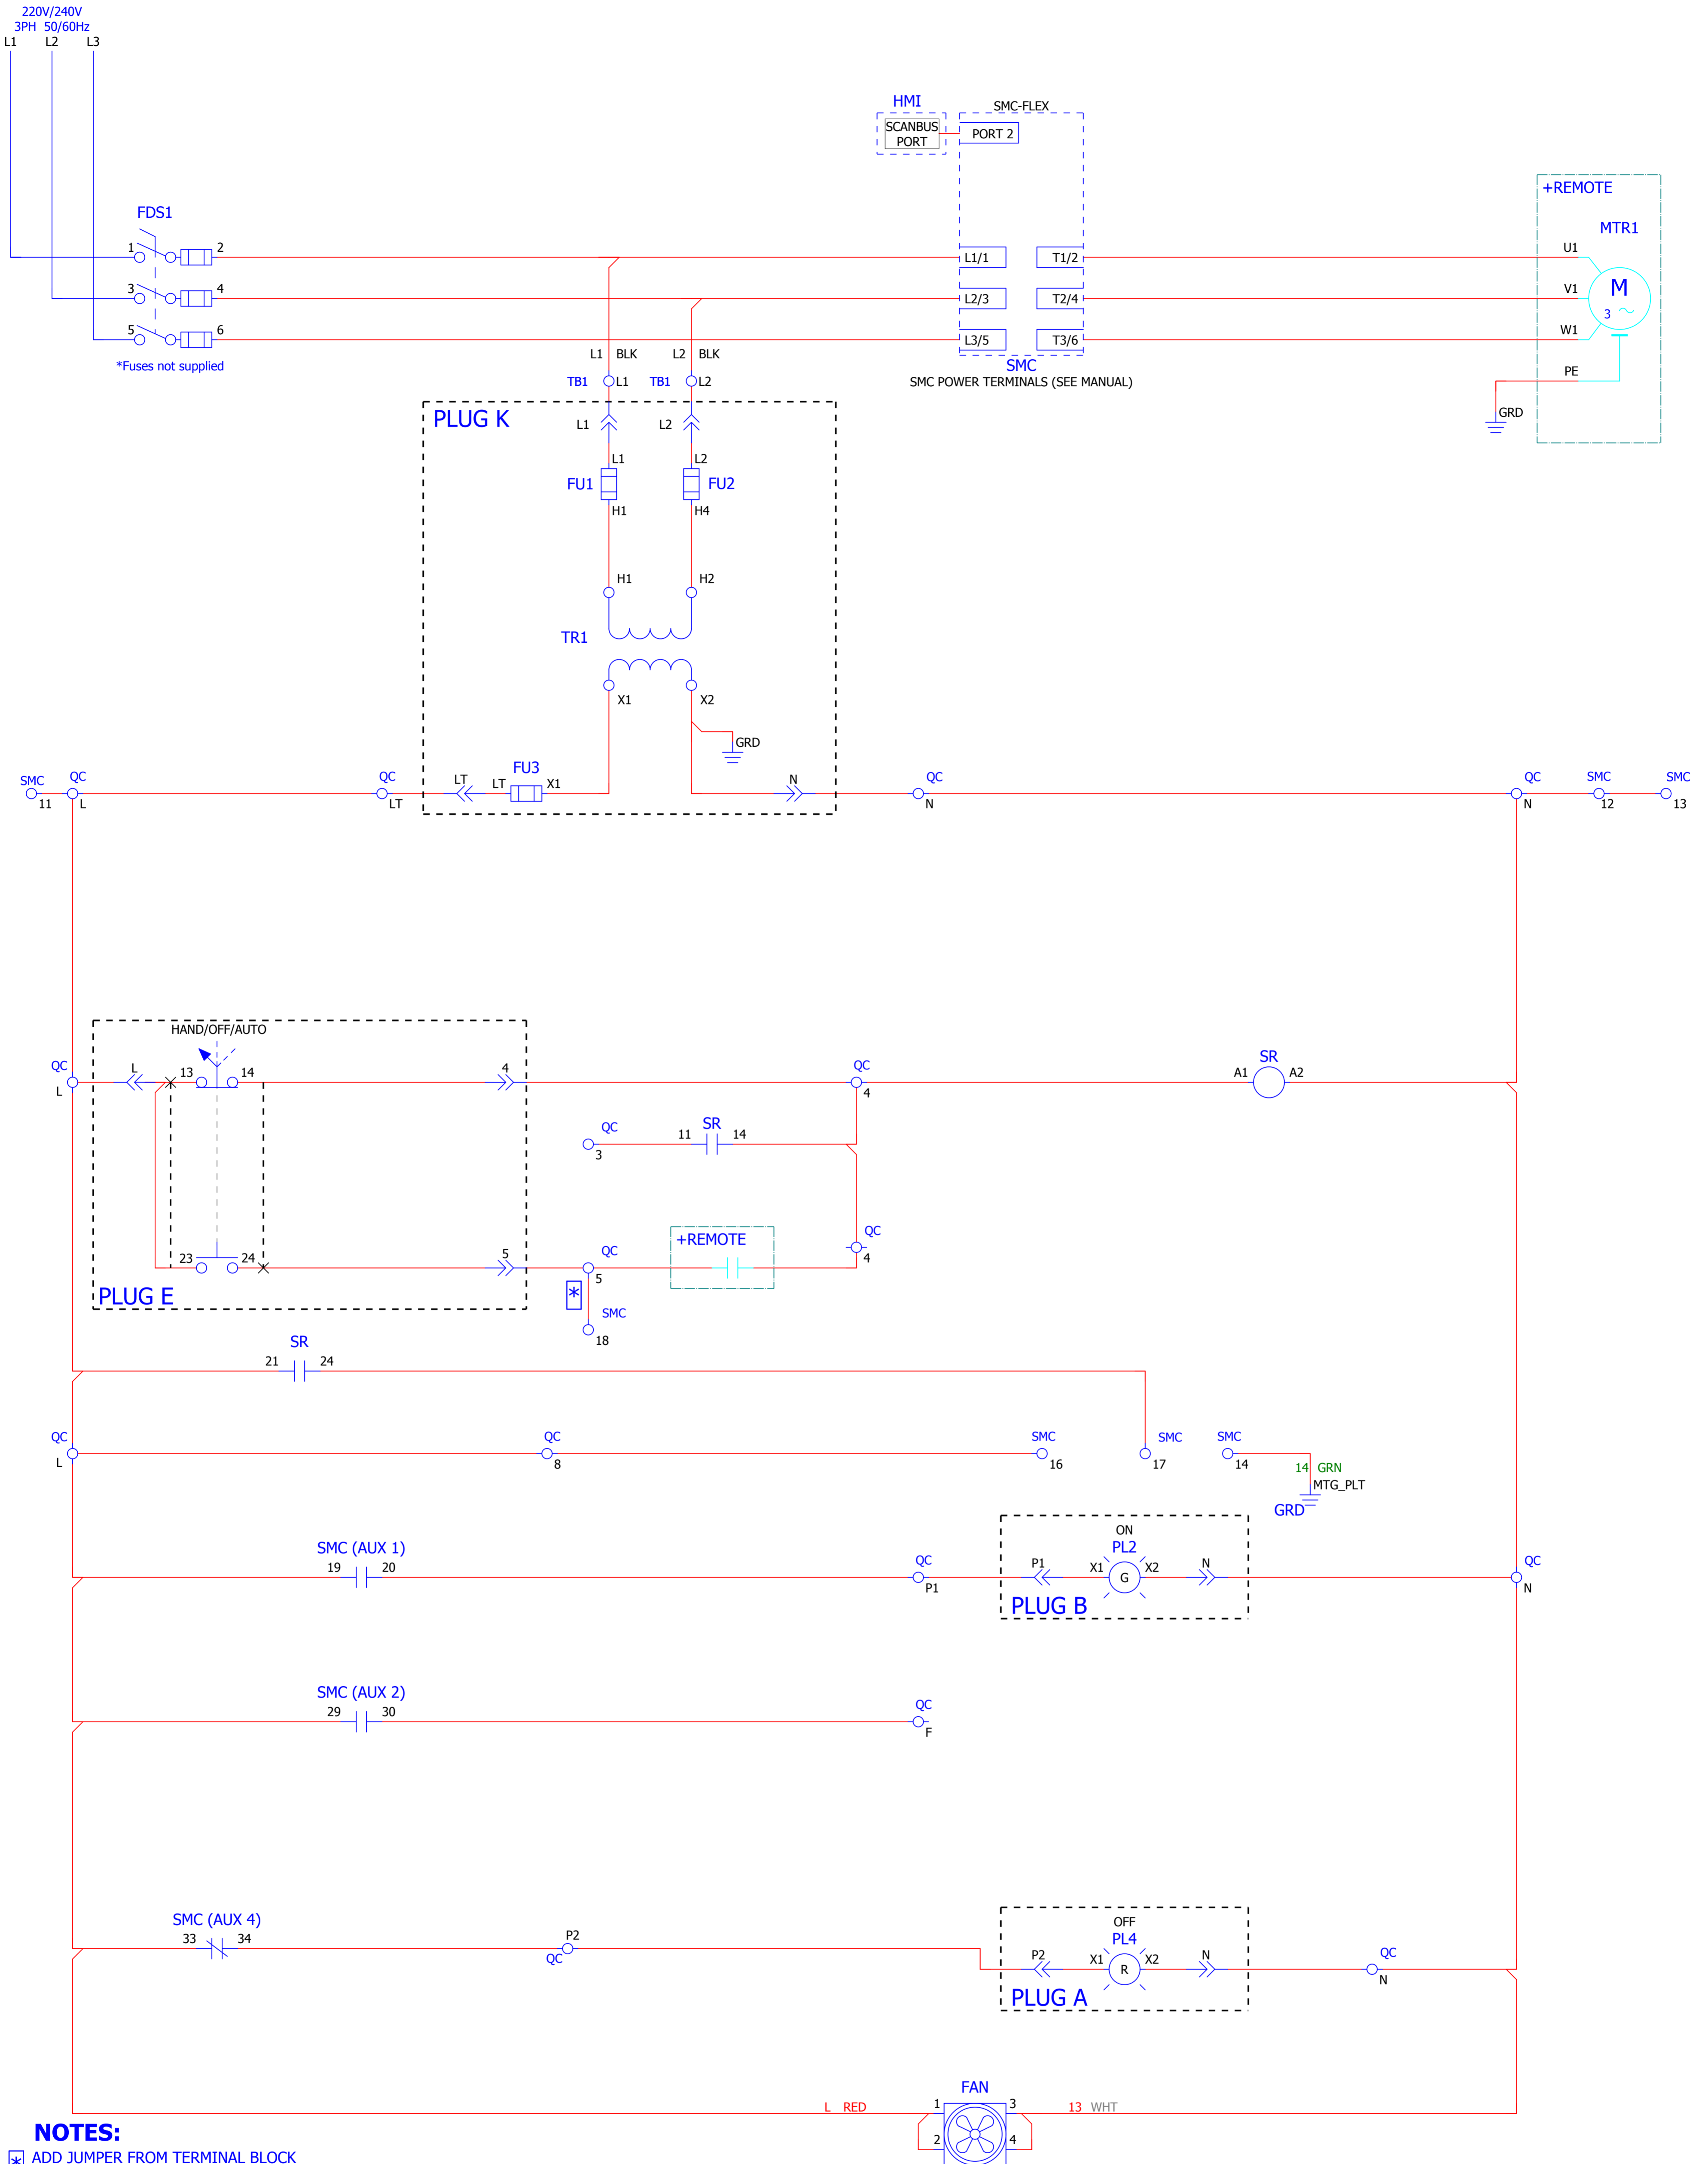 220V/240V
3PH 50/60Hz
L1 L2 L3
HMI
SMC-FLEX
SCANBUS
PORT
PORT 2
+REMOTE
MTR1
FDS1
1 2
L1/1 T1/2
U1
3 4
L2/3 T2/4
V1
M
3
5 6
L3/5 T3/6
W1
*Fuses not supplied
L1 BLK L2 BLK
SMC
SMC POWER TERMINALS (SEE MANUAL)
PE
GRD
TB1 L1 TB1 L2
PLUG K
L1 L2
L1 L2
FU1 FU2
H1 H4
H1 H2
TR1
X1 X2
GRD
SMC QC QC LT LT FU3 X1 N QC QC SMC SMC
11 L LT N N 12 13
HAND/OFF/AUTO
QC L 13 14 4 QC SR
L 4 A1 A2
QC SR
3 11 14
+REMOTE QC
4
23 24 5 QC
5
PLUG E
*
SMC
18
SR
21 24
QC QC SMC SMC SMC
L 8 16 17 14
14 GRN
MTG_PLT
GRD
ON
SMC (AUX 1) PL2
19 20 QC P1 X1 G X2 N QC
P1 N
PLUG B
SMC (AUX 2)
29 30 QC
F
OFF
SMC (AUX 4) PL4
33 34 P2 P2 X1 R X2 N QC
QC N
PLUG A
FAN
L RED 1 3 13 WHT
2 4
NOTES:
* ADD JUMPER FROM TERMINAL BLOCK